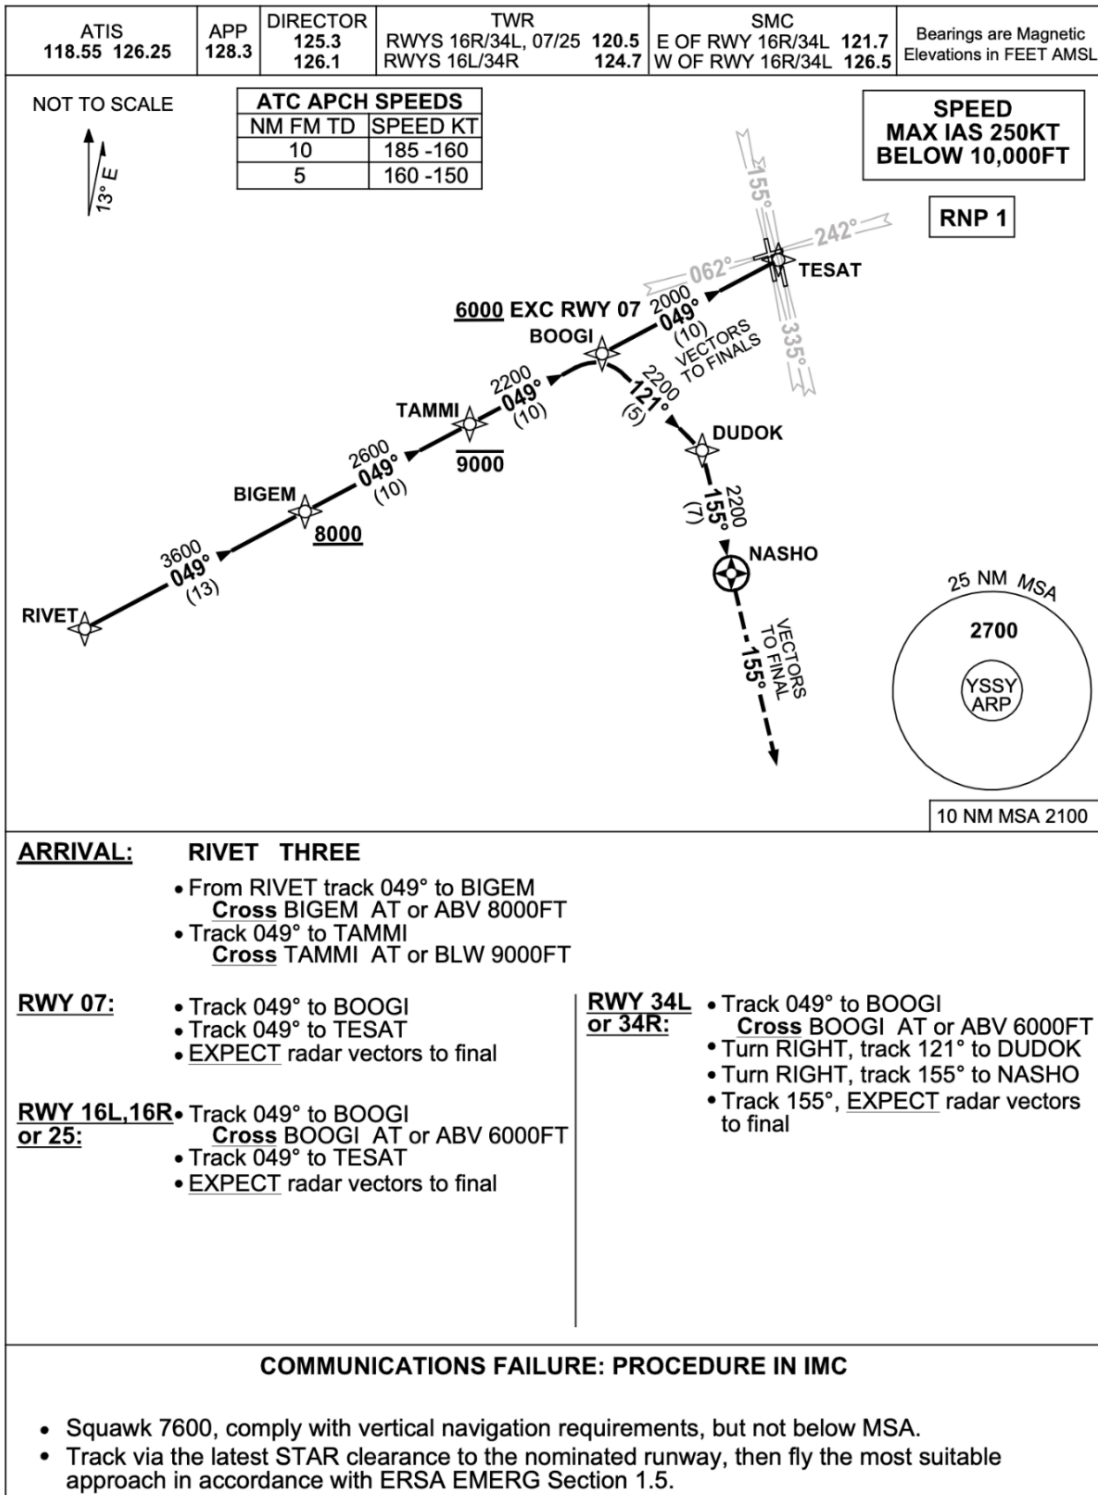 ATIS
118.55 126.25
APP
128.3
DIRECTOR
125.3
126.1
TWR
RWYS 16R/34L, 07/25 120.5
RWYS 16L/34R 124.7
SMC
E OF RWY 16R/34L 121.7
W OF RWY 16R/34L 126.5
Bearings are Magnetic
Elevations in FEET AMSL
NOT TO SCALE
13° E
ATC APCH SPEEDS
NM FM TD SPEED KT
10 185 -160
5 160 -150
SPEED
MAX IAS 250KT
BELOW 10,000FT
RNP 1
155°
242°
062°
335°
TESAT
6000 EXC RWY 07
BOOGI
2000
049°
(10)
VECTORS
TO FINALS
2200
121°
(5)
TAMMI
9000
2200
049°
(10)
DUDOK
BIGEM
8000
2600
049°
(10)
2200
155°
(7)
NASHO
3600
049°
(13)
RIVET
VECTORS
TO FINAL
155°
25 NM MSA
2700
YSSY
ARP
10 NM MSA 2100
ARRIVAL: RIVET THREE
• From RIVET track 049° to BIGEM
Cross BIGEM AT or ABV 8000FT
• Track 049° to TAMMI
Cross TAMMI AT or BLW 9000FT
RWY 07: • Track 049° to BOOGI
• Track 049° to TESAT
• EXPECT radar vectors to final
RWY 16L,16R • Track 049° to BOOGI
or 25: Cross BOOGI AT or ABV 6000FT
• Track 049° to TESAT
• EXPECT radar vectors to final
RWY 34L • Track 049° to BOOGI
or 34R: Cross BOOGI AT or ABV 6000FT
• Turn RIGHT, track 121° to DUDOK
• Turn RIGHT, track 155° to NASHO
• Track 155°, EXPECT radar vectors
to final
COMMUNICATIONS FAILURE: PROCEDURE IN IMC
• Squawk 7600, comply with vertical navigation requirements, but not below MSA.
• Track via the latest STAR clearance to the nominated runway, then fly the most suitable
approach in accordance with ERSA EMERG Section 1.5.